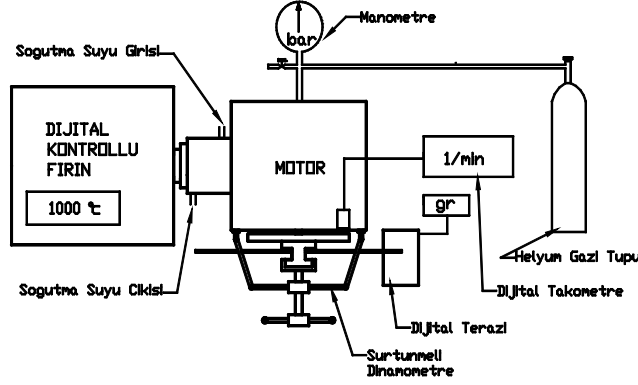 Manometre
bar
Sogutma Suyu Girisi
DIJITAL
KONTROLLU
FIRIN
1000 ℃
MOTOR
1/min
gr
Helyum Gazi Tupu
Sogutma Suyu Cikisi
Dijital Takometre
Dijital Terazi
Surtunmeli
Dinamometre